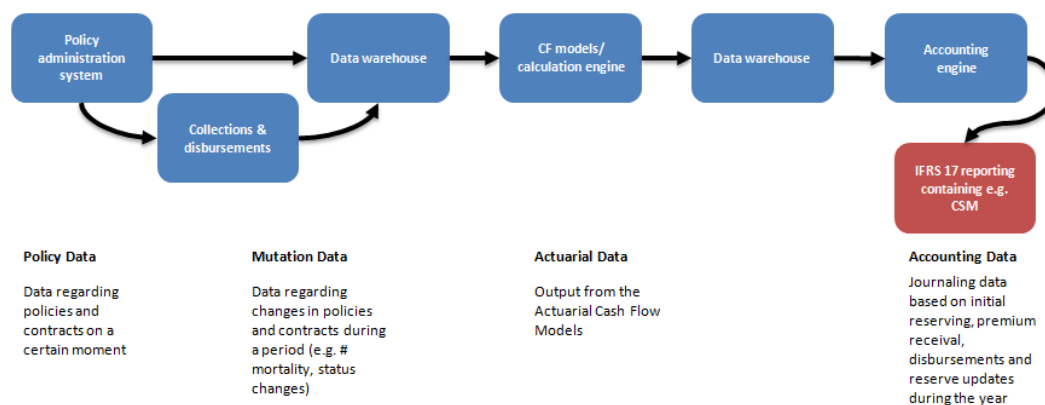 Policy
administration
system
Data warehouse
CF models/
calculation engine
Data warehouse
Accounting
engine
Collections &
disbursements
IFRS 17 reporting
containing e.g.
CSM
Policy Data
Data regarding
policies and
contracts on a
certain moment
Mutation Data
Data regarding
changes in policies
and contracts during
a period (e.g. #
mortality, status
changes)
Actuarial Data
Output from the
Actuarial Cash Flow
Models
Accounting Data
Journaling data
based on initial
reserving, premium
receival,
disbursements and
reserve updates
during the year